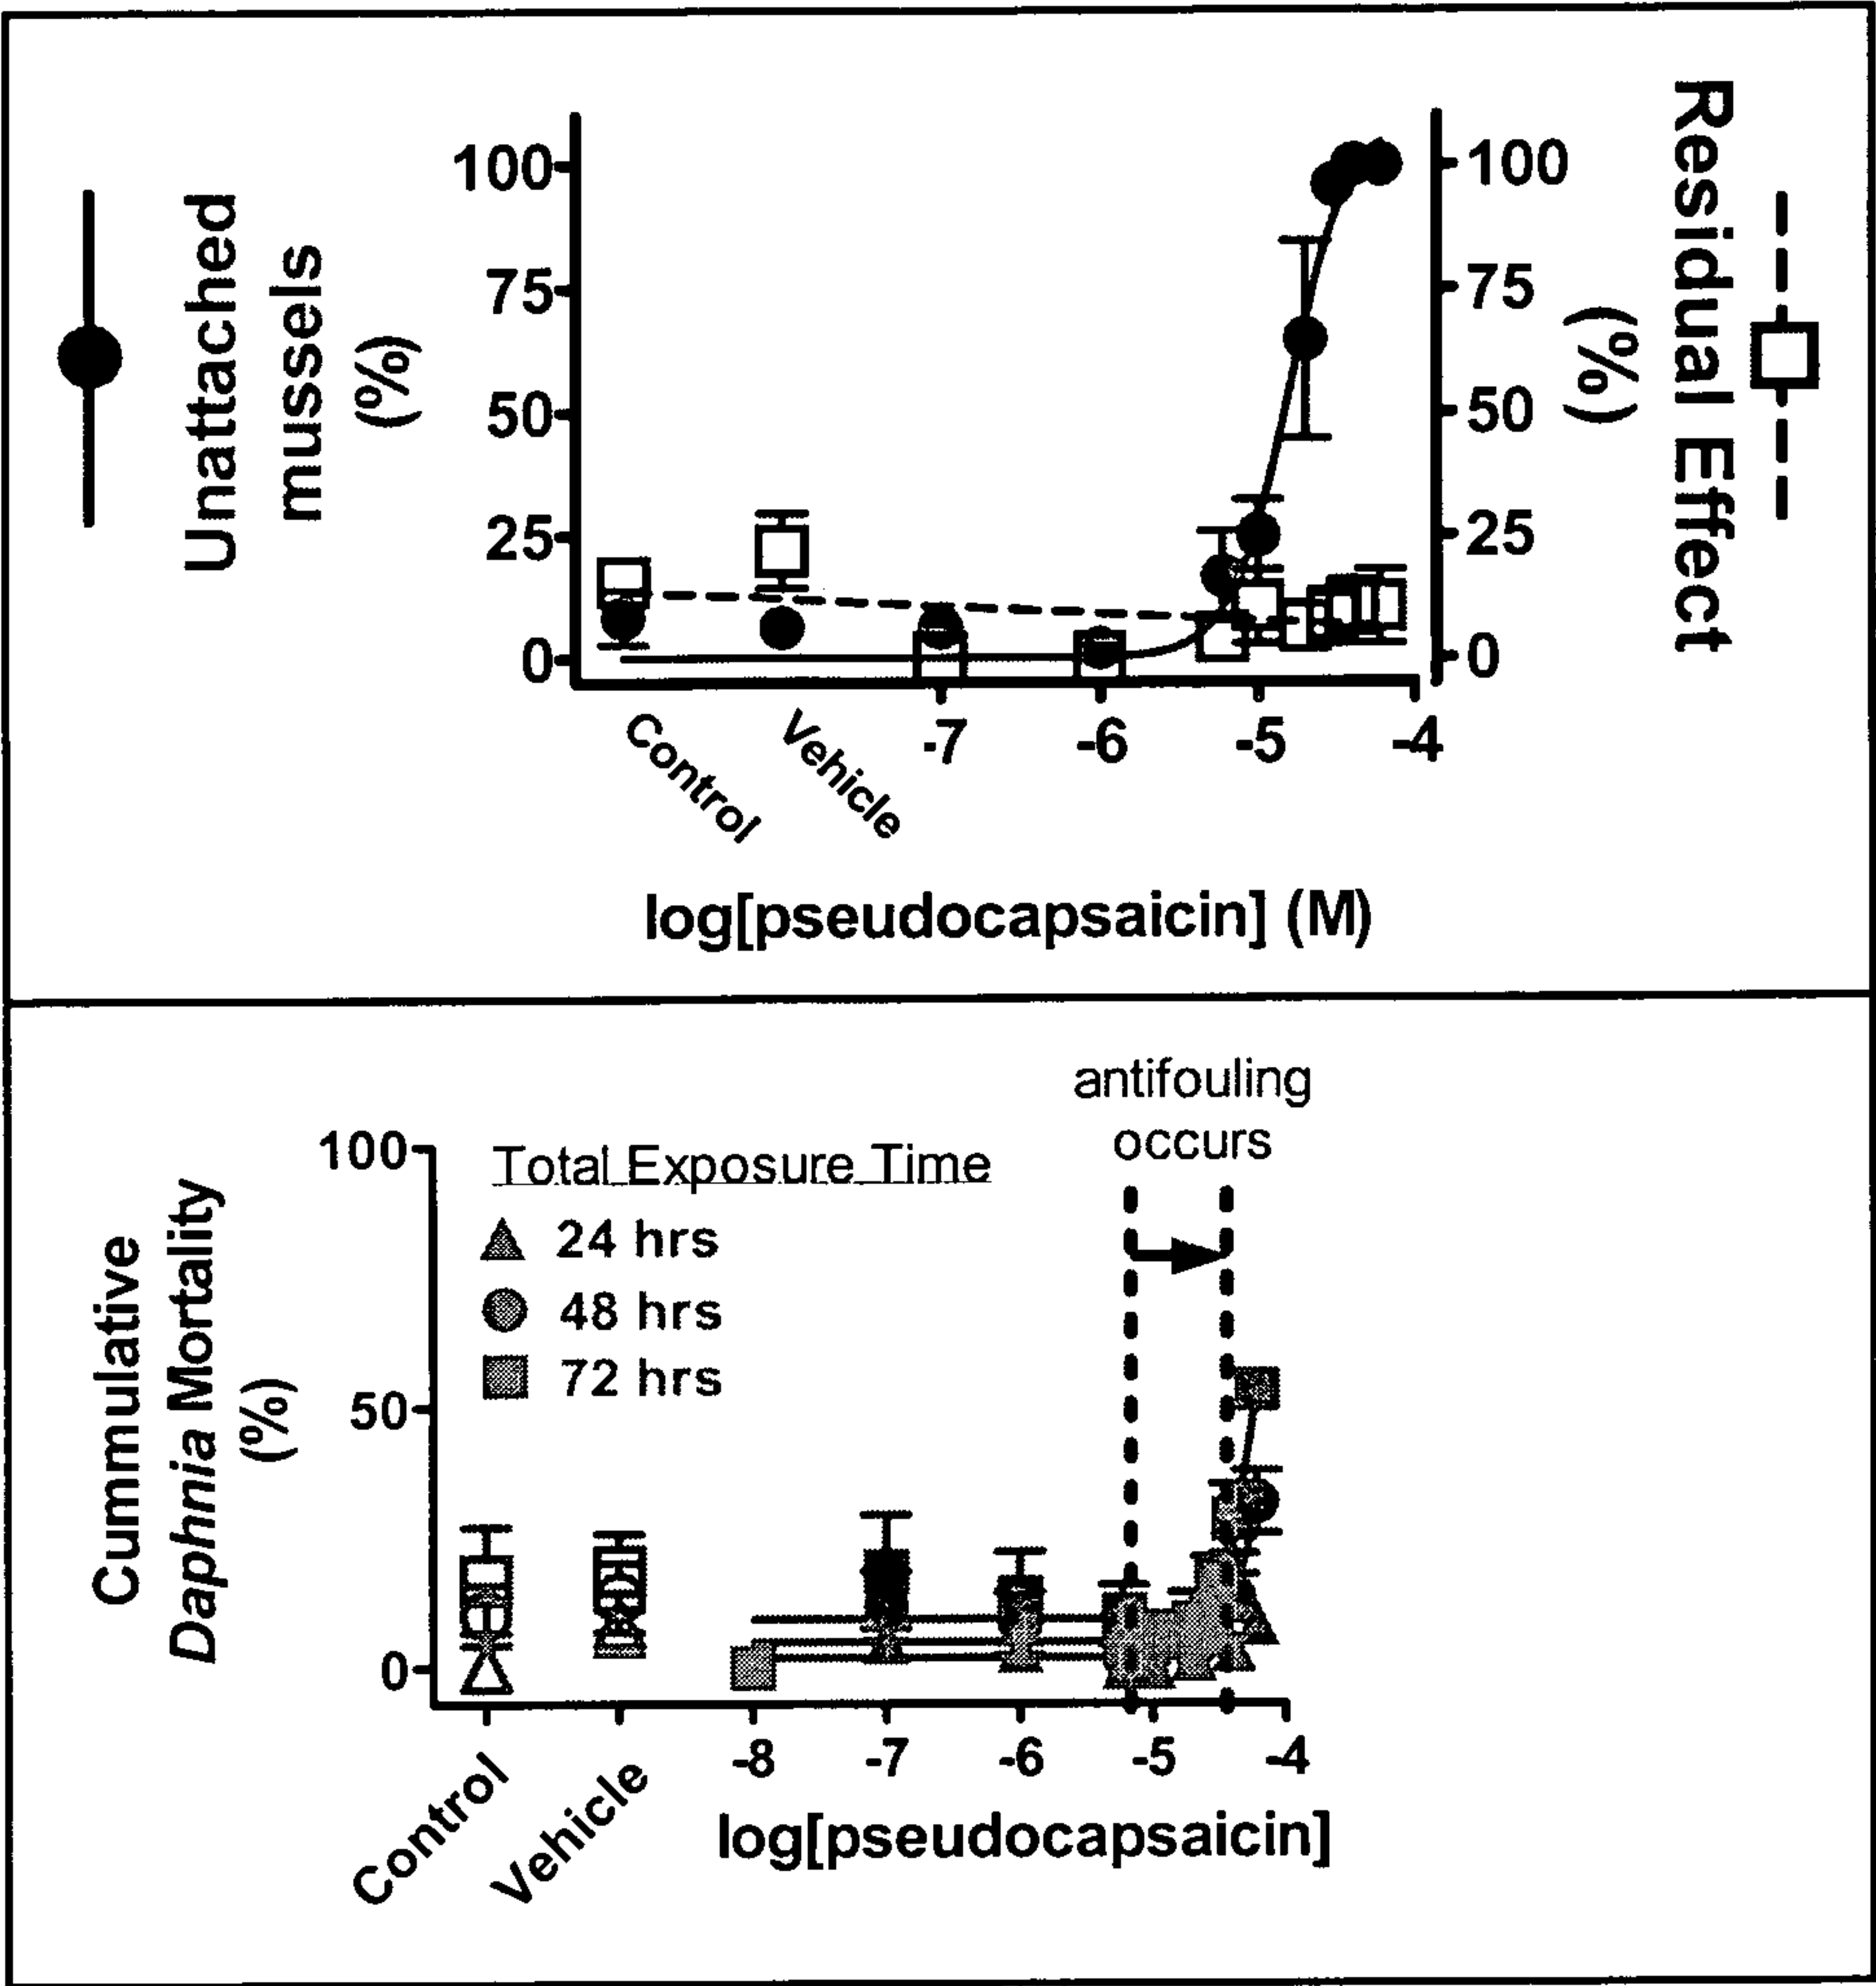 Unattached
mussels
(%)
100
75
50
25
0
100
75
50
25
0
Residual Effect
(%)
Control
Vehicle
-7
-6
-5
-4
log[pseudocapsaicin] (M)
antifouling
occurs
Total Exposure Time
24 hrs
48 hrs
72 hrs
Cummulative
Daphnia Mortality
(%)
100
50
0
Control
Vehicle
-8
-7
-6
-5
-4
log[pseudocapsaicin]